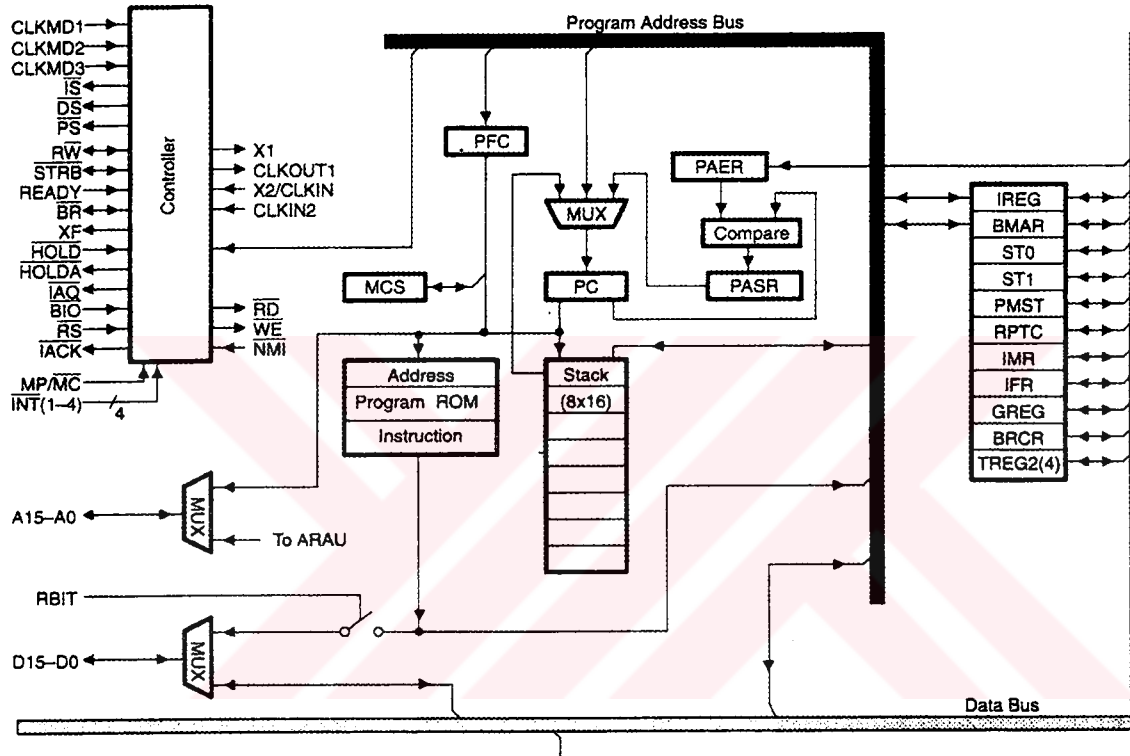 Program Address Bus
CLKMD1
CLKMD2
CLKMD3
IS
DS
PS
RW
STRB
READY
BR
XF
HOLD
HOLDA
IAQ
BIO
RS
IACK
MP/MC
INT(1–4)
4
Controller
X1
CLKOUT1
X2/CLKIN
CLKIN2
RD
WE
NMI
PFC
MUX
PC
MCS
PAER
Compare
PASR
IREG
BMAR
ST0
ST1
PMST
RPTC
IMR
IFR
GREG
BRCR
TREG2(4)
Address
Program ROM
Instruction
Stack
(8x16)
A15–A0
MUX
To ARAU
RBIT
D15–D0
MUX
Data Bus